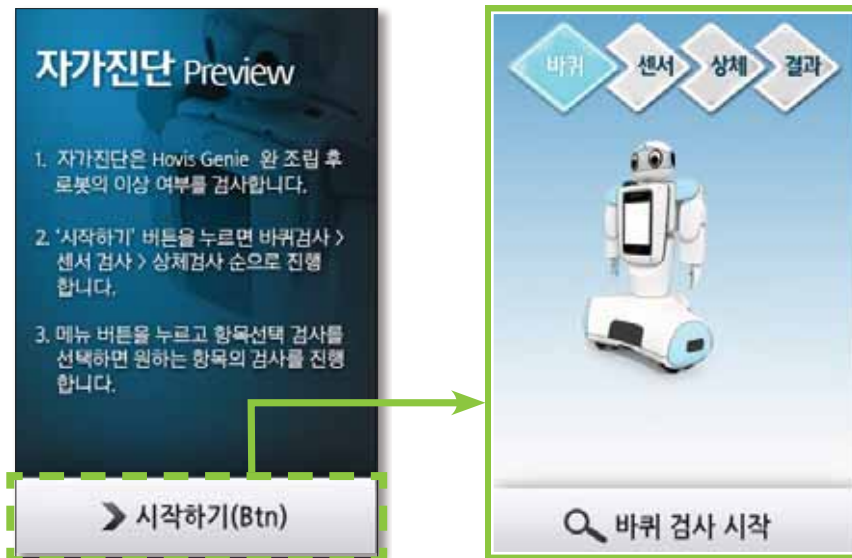 자가진단 Preview
1. 자가진단은 Hovis Genie 완 조립 후
로봇의 이상 여부를 검사합니다.
2. '시작하기' 버튼을 누르면 바퀴검사 >
센서 검사 > 상체검사 순으로 진행
합니다.
3. 메뉴 버튼을 누르고 항목선택 검사를
선택하면 원하는 항목의 검사를 진행
합니다.
시작하기(Btn)
바퀴 센서 상체 결과
바퀴 검사 시작